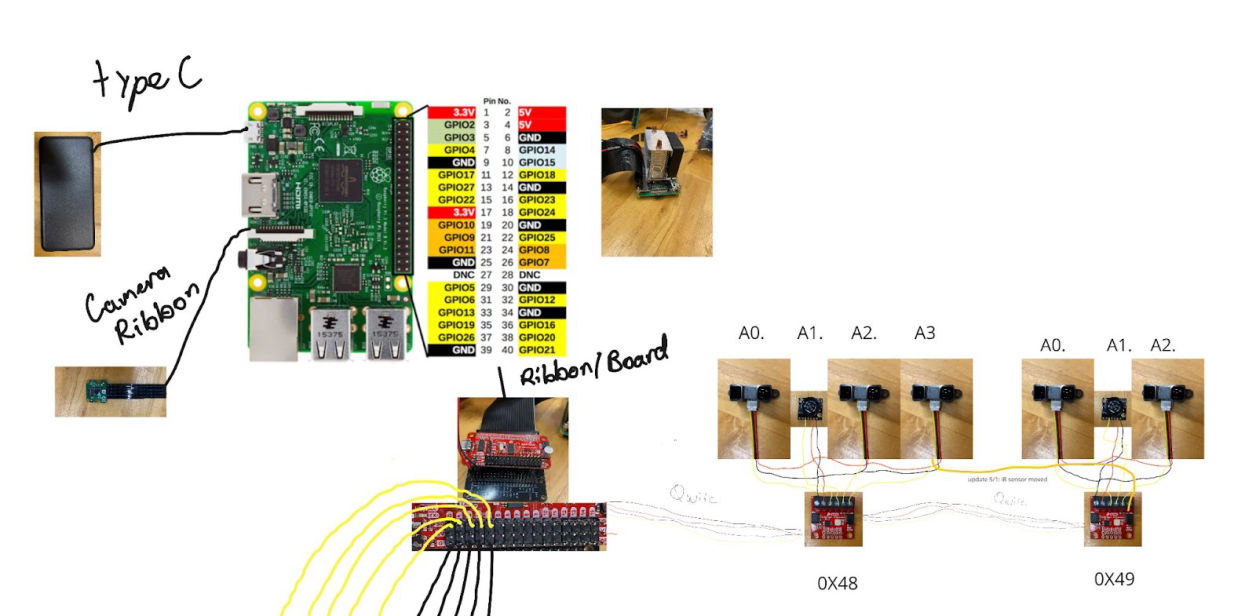 type C
Camera
Ribbon
Pin No.
3.3V 1 2 5V
GPIO2 3 4 5V
GPIO3 5 6 GND
GPIO4 7 8 GPIO14
GND 9 10 GPIO15
GPIO17 11 12 GPIO18
GPIO27 13 14 GND
GPIO22 15 16 GPIO23
3.3V 17 18 GPIO24
GPIO10 19 20 GND
GPIO9 21 22 GPIO25
GPIO11 23 24 GPIO8
GND 25 26 GPIO7
DNC 27 28 DNC
GPIO5 29 30 GND
GPIO6 31 32 GPIO12
GPIO13 33 34 GND
GPIO19 35 36 GPIO16
GPIO26 37 38 GPIO20
GND 39 40 GPIO21
HDMI
15375 15375
Ribbon/Board
A0. A1. A2. A3
A0. A1. A2.
update 5/1: IR sensor moved
Qwiic
Qwiic
0X48
0X49